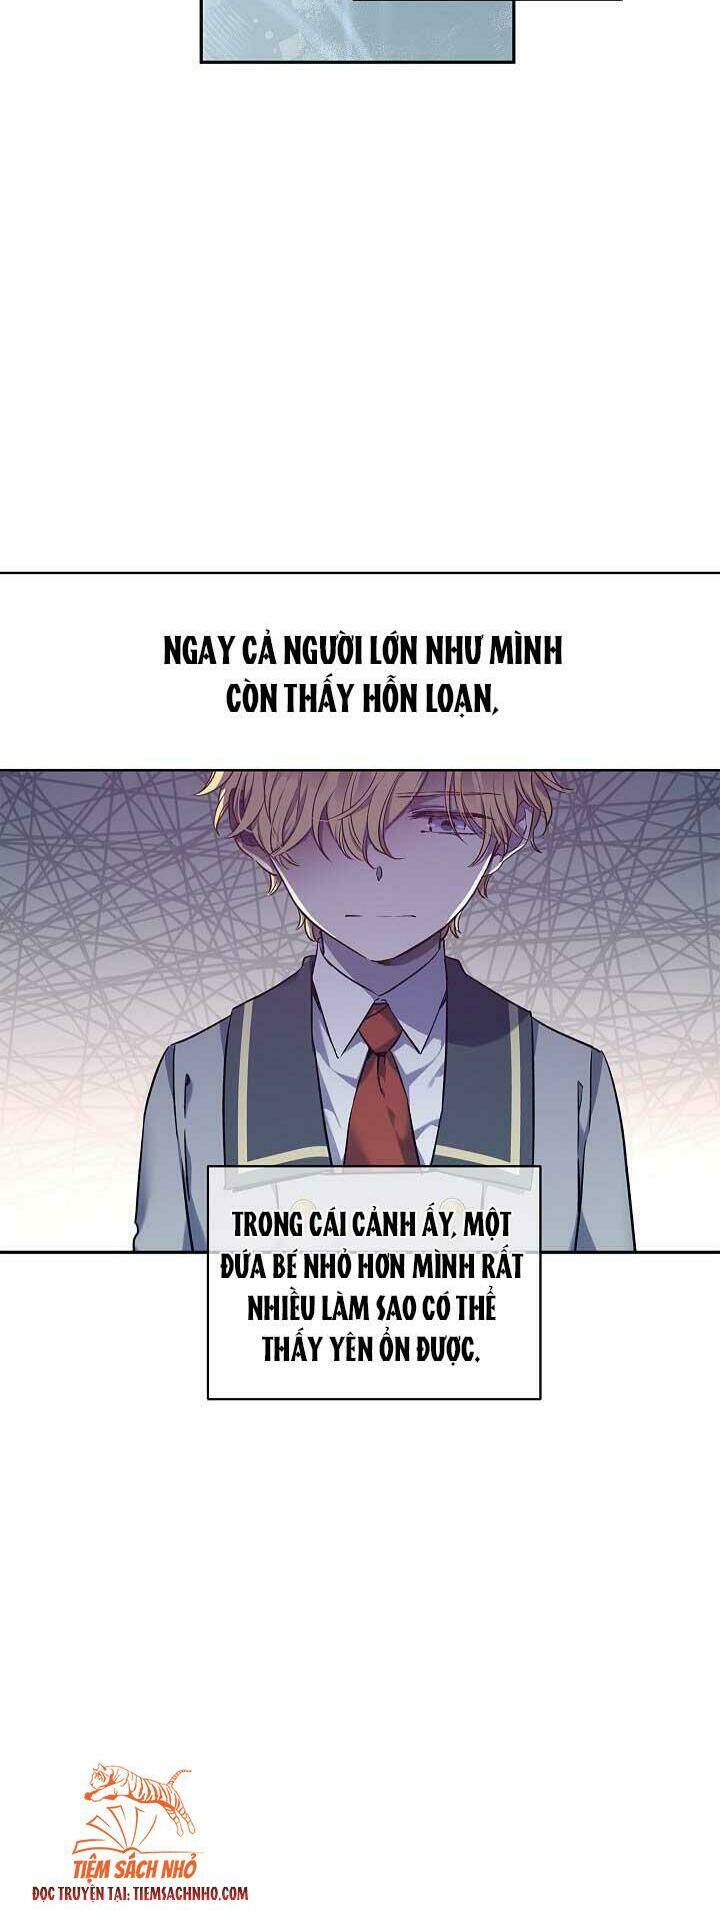 NGAY CẢ NGƯỜI LỚN NHƯ MÌNH
CÒN THẤY HỖN LOẠN,
TRONG CÁI CẢNH ẤY, MỘT
ĐỨA BÉ NHỎ HƠN MÌNH RẤT
NHIỀU LÀM SAO CÓ THỂ
THẤY YÊN ỔN ĐƯỢC.
TIỆM SÁCH NHỎ
ĐỌC TRUYỆN TẠI: TIEMSACHNHO.COM